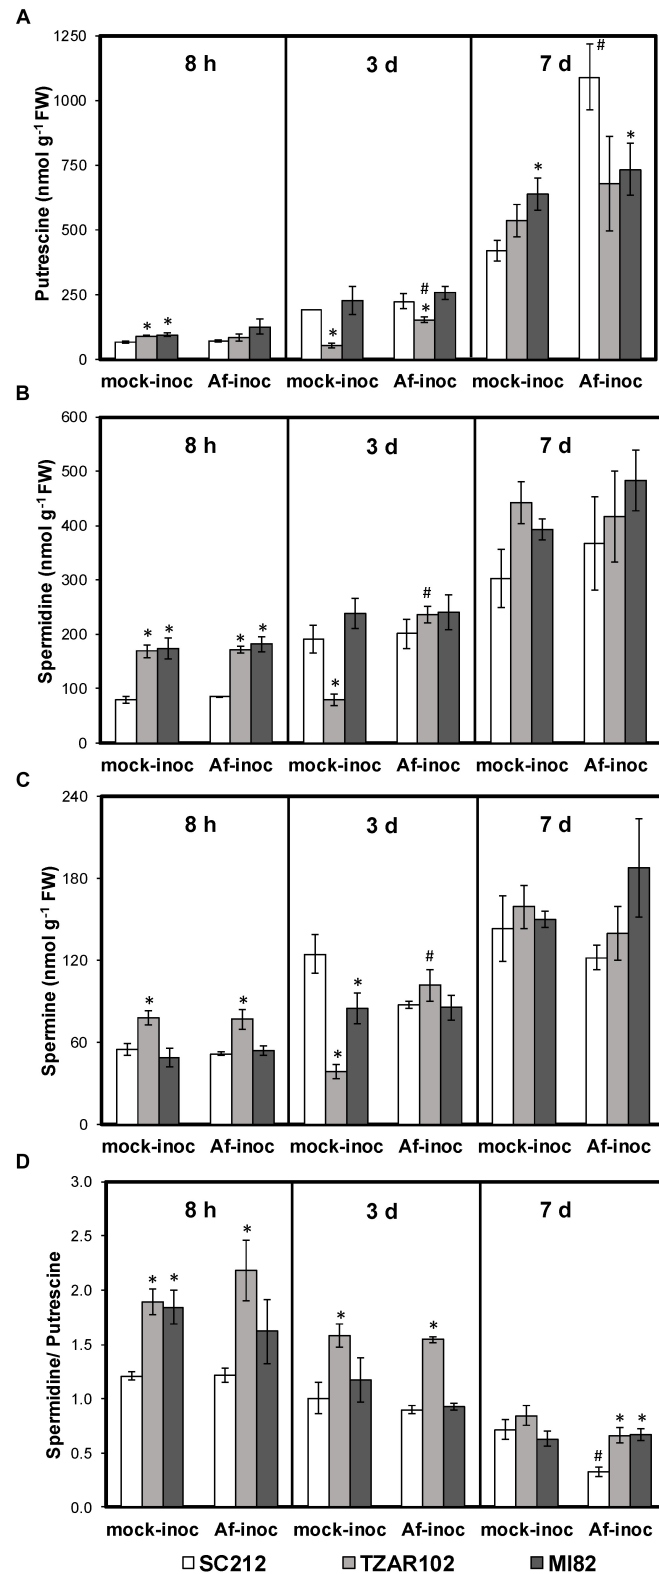 A
Putrescine (nmol g⁻¹ FW)
1250
1000
750
500
250
0
8 h
3 d
7 d
* *
*
# *
*
#
*
mock-inoc Af-inoc mock-inoc Af-inoc mock-inoc Af-inoc
B
Spermidine (nmol g⁻¹ FW)
600
500
400
300
200
100
0
8 h
3 d
7 d
* *
* *
*
#
mock-inoc Af-inoc mock-inoc Af-inoc mock-inoc Af-inoc
C
Spermine (nmol g⁻¹ FW)
240
180
120
60
0
8 h
3 d
7 d
*
*
* *
#
mock-inoc Af-inoc mock-inoc Af-inoc mock-inoc Af-inoc
D
Spermidine/ Putrescine
3.0
2.5
2.0
1.5
1.0
0.5
0.0
8 h
3 d
7 d
* *
*
*
*
# * *
mock-inoc Af-inoc mock-inoc Af-inoc mock-inoc Af-inoc
SC212 TZAR102 MI82